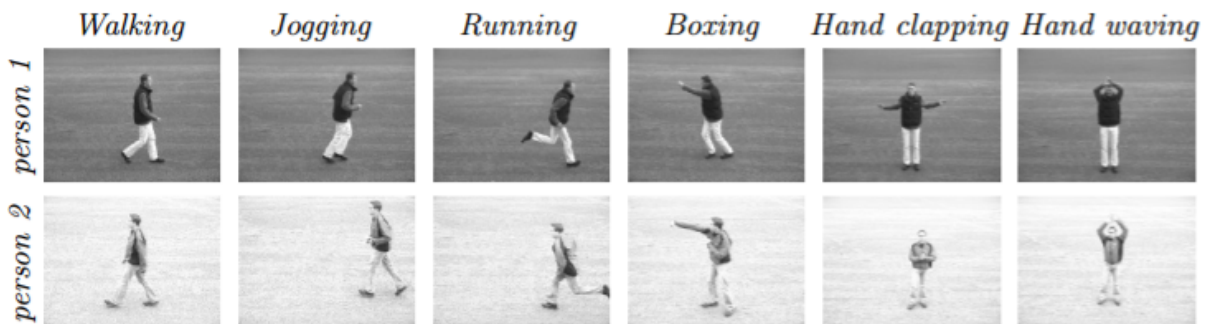 Walking Jogging Running Boxing Hand clapping Hand waving
person 1
person 2